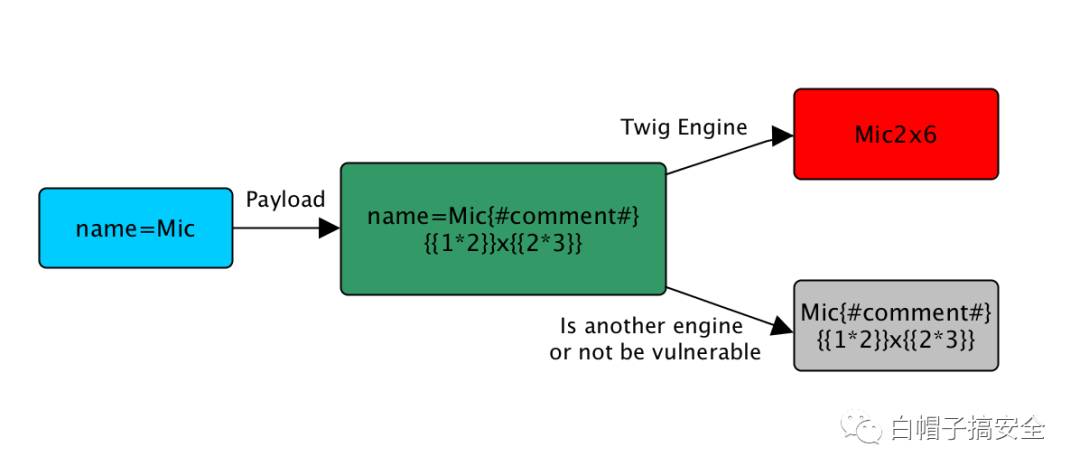 name=Mic
Payload
name=Mic{#comment#}
{{1*2}}x{{2*3}}
Twig Engine
Mic2x6
Is another engine
or not be vulnerable
Mic{#comment#}
{{1*2}}x{{2*3}}
白帽子搞安全